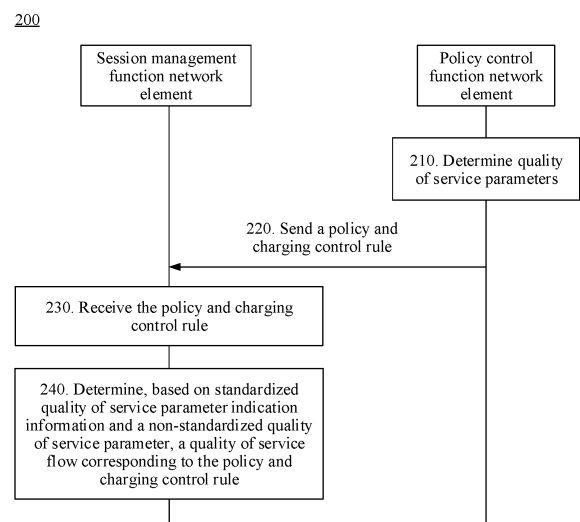 200
Session management
function network
element
Policy control
function network
element
210. Determine quality
of service parameters
220. Send a policy and
charging control rule
230. Receive the policy and charging
control rule
240. Determine, based on standardized
quality of service parameter indication
information and a non-standardized quality
of service parameter, a quality of service
flow corresponding to the policy and
charging control rule